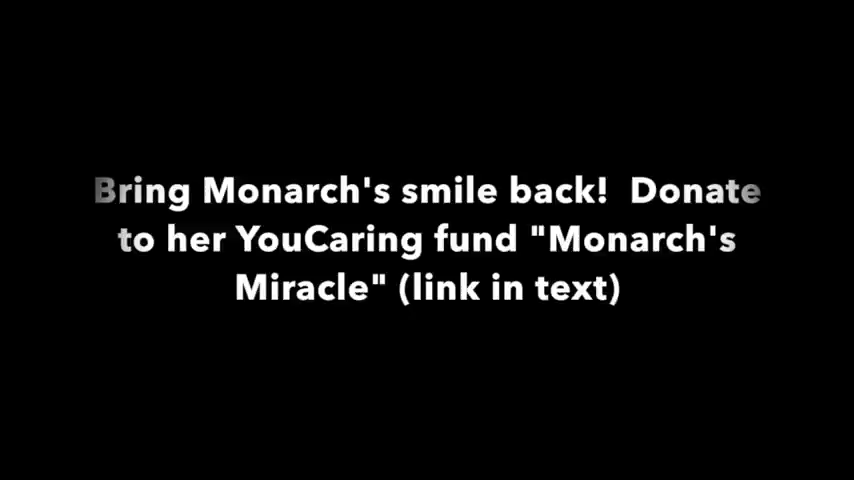 Bring Monarch's smile back!  Donate
to her YouCaring fund "Monarch's
Miracle" (link in text)